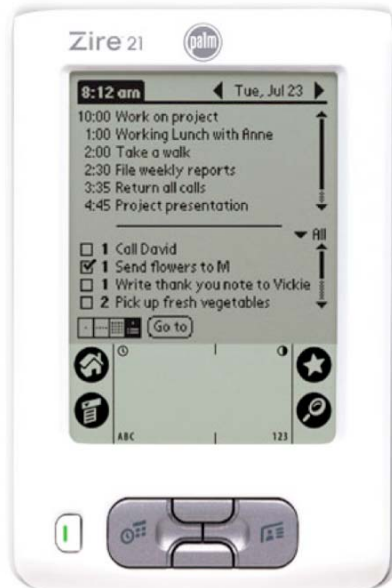 Zire 21 palm
8:12 am Tue, Jul 23
10:00 Work on project
1:00 Working Lunch with Anne
2:00 Take a walk
2:30 File weekly reports
3:35 Return all calls
4:45 Project presentation
All
1 Call David
1 Send flowers to M
1 Write thank you note to Vickie
2 Pick up fresh vegetables
Go to
ABC 123